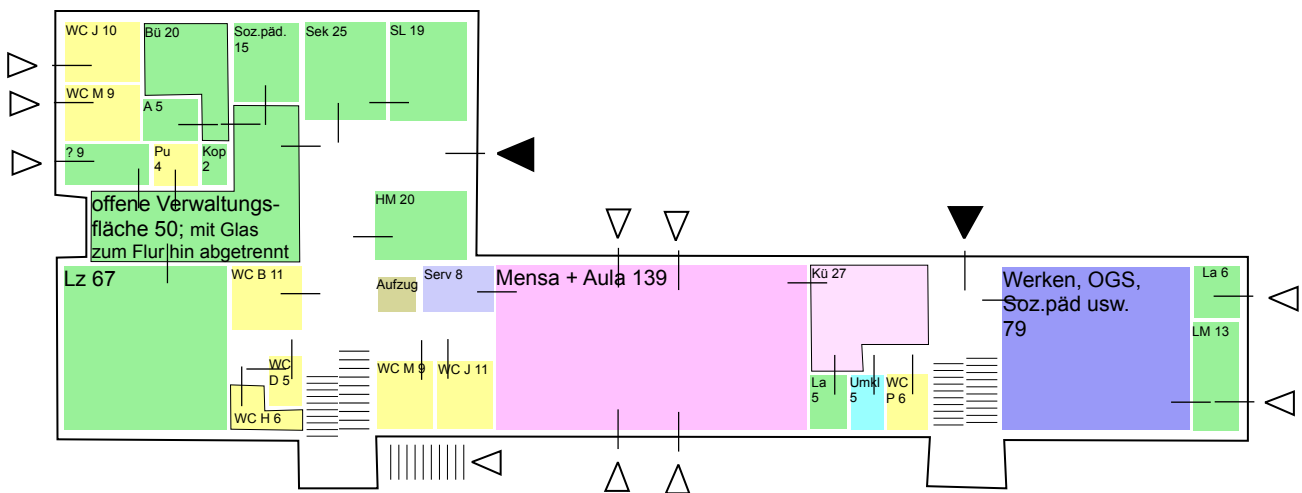 WC J 10
Bü 20
Soz.päd.
15
Sek 25
SL 19
WC M 9
A 5
? 9
Pu
4
Kop
2
offene Verwaltungs-
fläche 50; mit Glas
zum Flur hin abgetrennt
HM 20
Lz 67
WC B 11
Aufzug
Serv 8
Mensa + Aula 139
Kü 27
Werken, OGS,
Soz.päd usw.
79
La 6
LM 13
WC
D 5
WC H 6
WC M 9
WC J 11
La
5
Umkl
5
WC
P 6